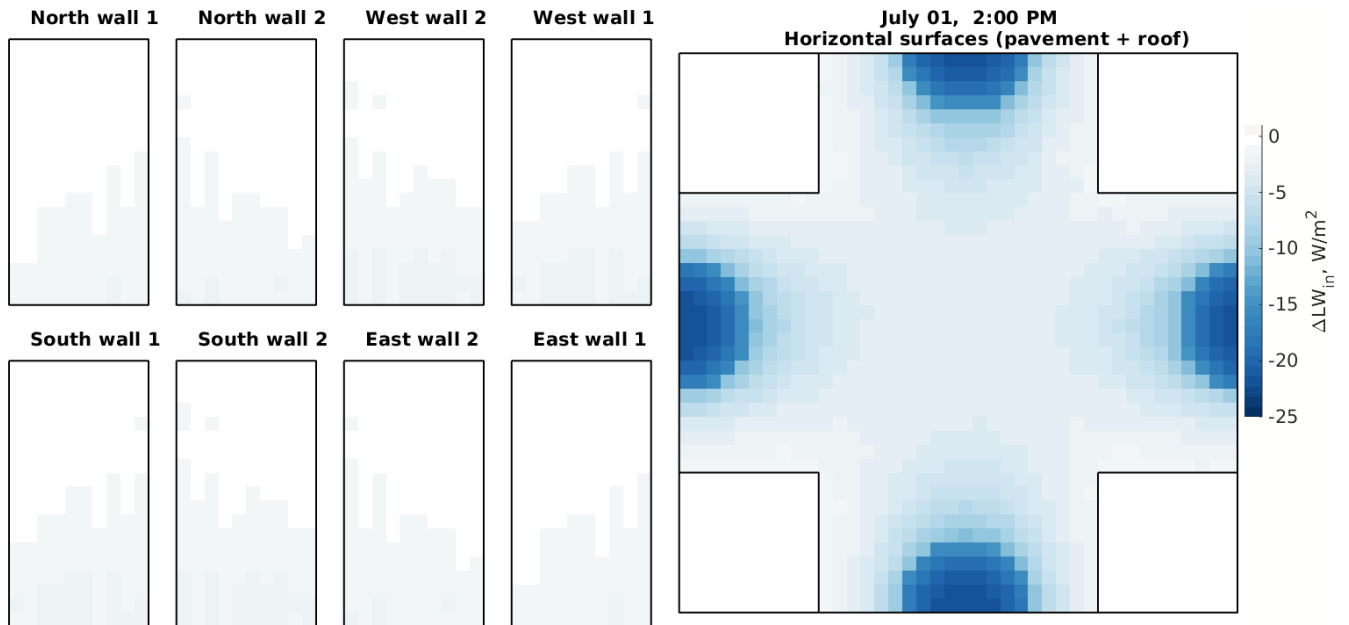 North wall 1
North wall 2
West wall 2
West wall 1
July 01,  2:00 PM
Horizontal surfaces (pavement + roof)
South wall 1
South wall 2
East wall 2
East wall 1
0
-5
-10
-15
-20
-25
ΔLW_in, W/m²